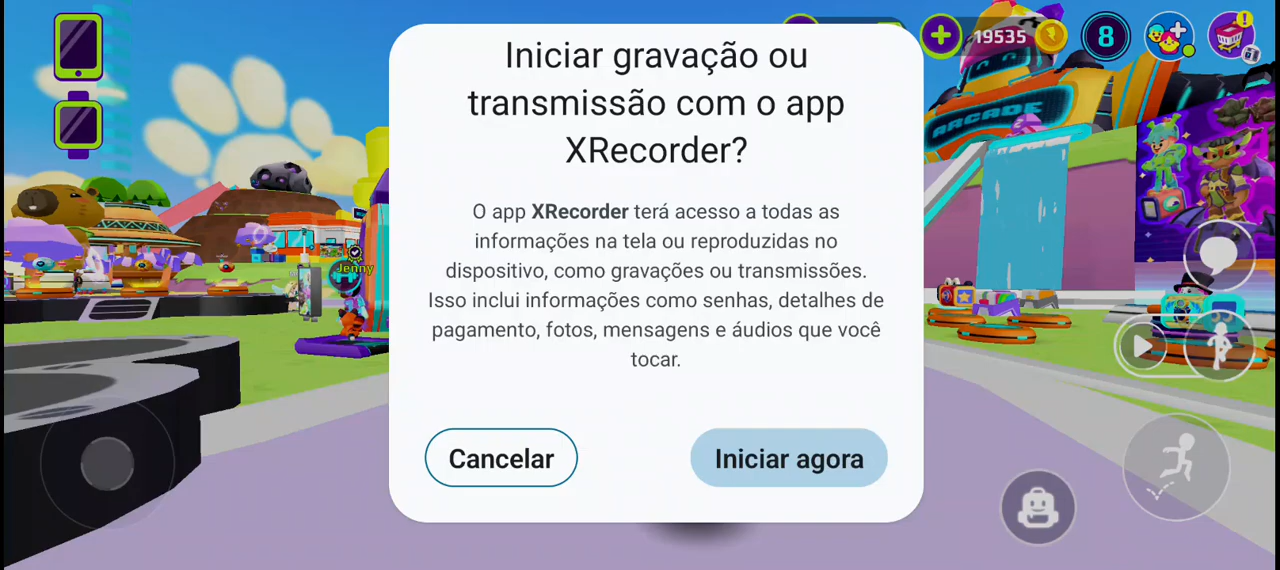 Iniciar gravação ou
transmissão com o app
XRecorder?
O app XRecorder terá acesso a todas as
informações na tela ou reproduzidas no
dispositivo, como gravações ou transmissões.
Isso inclui informações como senhas, detalhes de
pagamento, fotos, mensagens e áudios que você
tocar.
Cancelar
Iniciar agora
19535
8
ARCADE
Jenny